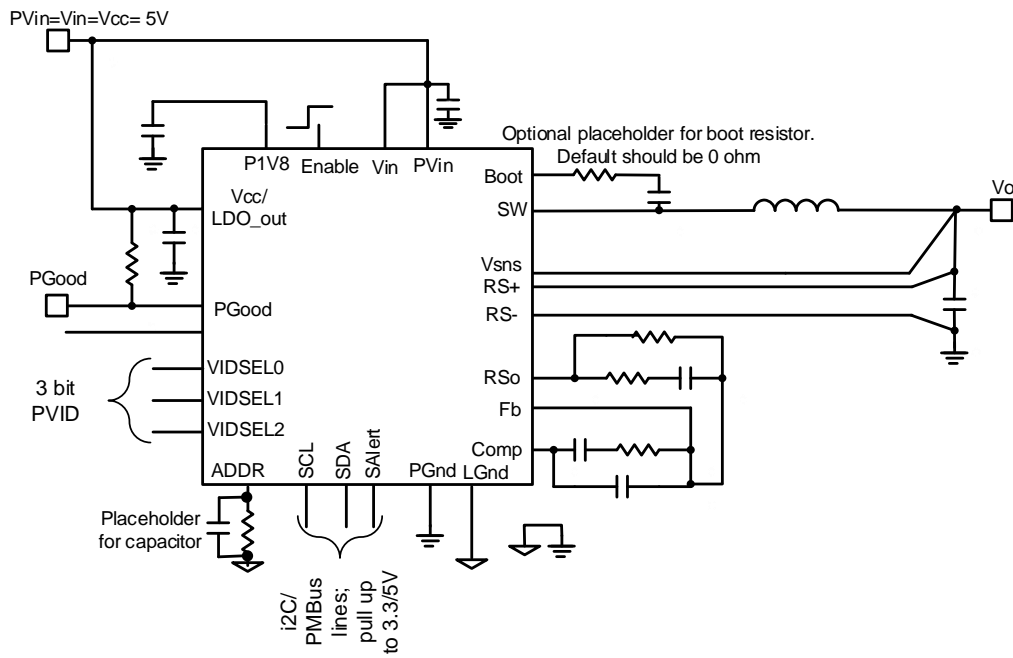 PVin=Vin=Vcc= 5V
Optional placeholder for boot resistor.
Default should be 0 ohm
P1V8
Enable
Vin
PVin
Boot
Vcc/
LDO_out
SW
Vo
Vsns
RS+
RS-
PGood
PGood
VIDSEL0
VIDSEL1
VIDSEL2
3 bit
PVID
RSo
Fb
Comp
ADDR
SCL
SDA
SAlert
PGnd
LGnd
Placeholder
for capacitor
i2C/
PMBus
lines;
pull up
to 3.3/5V